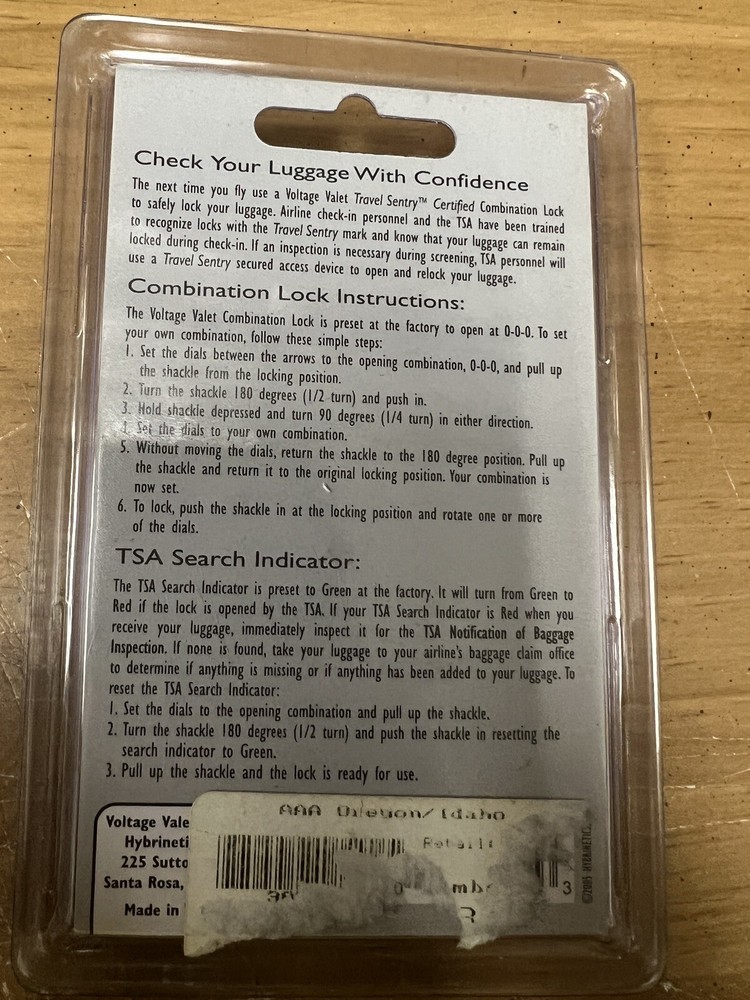 Check Your Luggage With Confidence
The next time you fly use a Voltage Valet Travel Sentry™ Certified Combination Lock
to safely lock your luggage. Airline check-in personnel and the TSA have been trained
to recognize locks with the Travel Sentry mark and know that your luggage can remain
locked during check-in. If an inspection is necessary during screening, TSA personnel will
use a Travel Sentry secured access device to open and relock your luggage.
Combination Lock Instructions:
The Voltage Valet Combination Lock is preset at the factory to open at 0-0-0. To set
your own combination, follow these simple steps:
1. Set the dials between the arrows to the opening combination, 0-0-0, and pull up
the shackle from the locking position.
2. Turn the shackle 180 degrees (1/2 turn) and push in.
3. Hold shackle depressed and turn 90 degrees (1/4 turn) in either direction.
4. Set the dials to your own combination.
5. Without moving the dials, return the shackle to the 180 degree position. Pull up
the shackle and return it to the original locking position. Your combination is
now set.
6. To lock, push the shackle in at the locking position and rotate one or more
of the dials.
TSA Search Indicator:
The TSA Search Indicator is preset to Green at the factory. It will turn from Green to
Red if the lock is opened by the TSA. If your TSA Search Indicator is Red when you
receive your luggage, immediately inspect it for the TSA Notification of Baggage
Inspection. If none is found, take your luggage to your airline's baggage claim office
to determine if anything is missing or if anything has been added to your luggage. To
reset the TSA Search Indicator:
1. Set the dials to the opening combination and pull up the shackle.
2. Turn the shackle 180 degrees (1/2 turn) and push the shackle in resetting the
search indicator to Green.
3. Pull up the shackle and the lock is ready for use.
Voltage Vale
Hybrineti
225 Sutto
Santa Rosa,
Made in
AAA Oregon/Idaho
3
©2005 HYBRINETICS